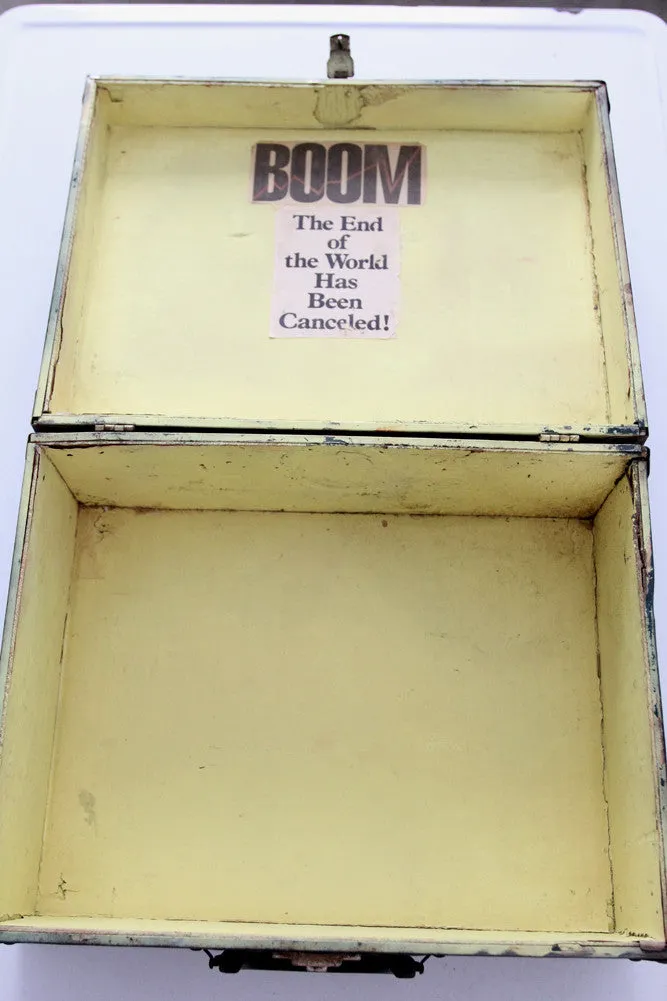 BOOM
The End
of
the World
Has
Been
Canceled!